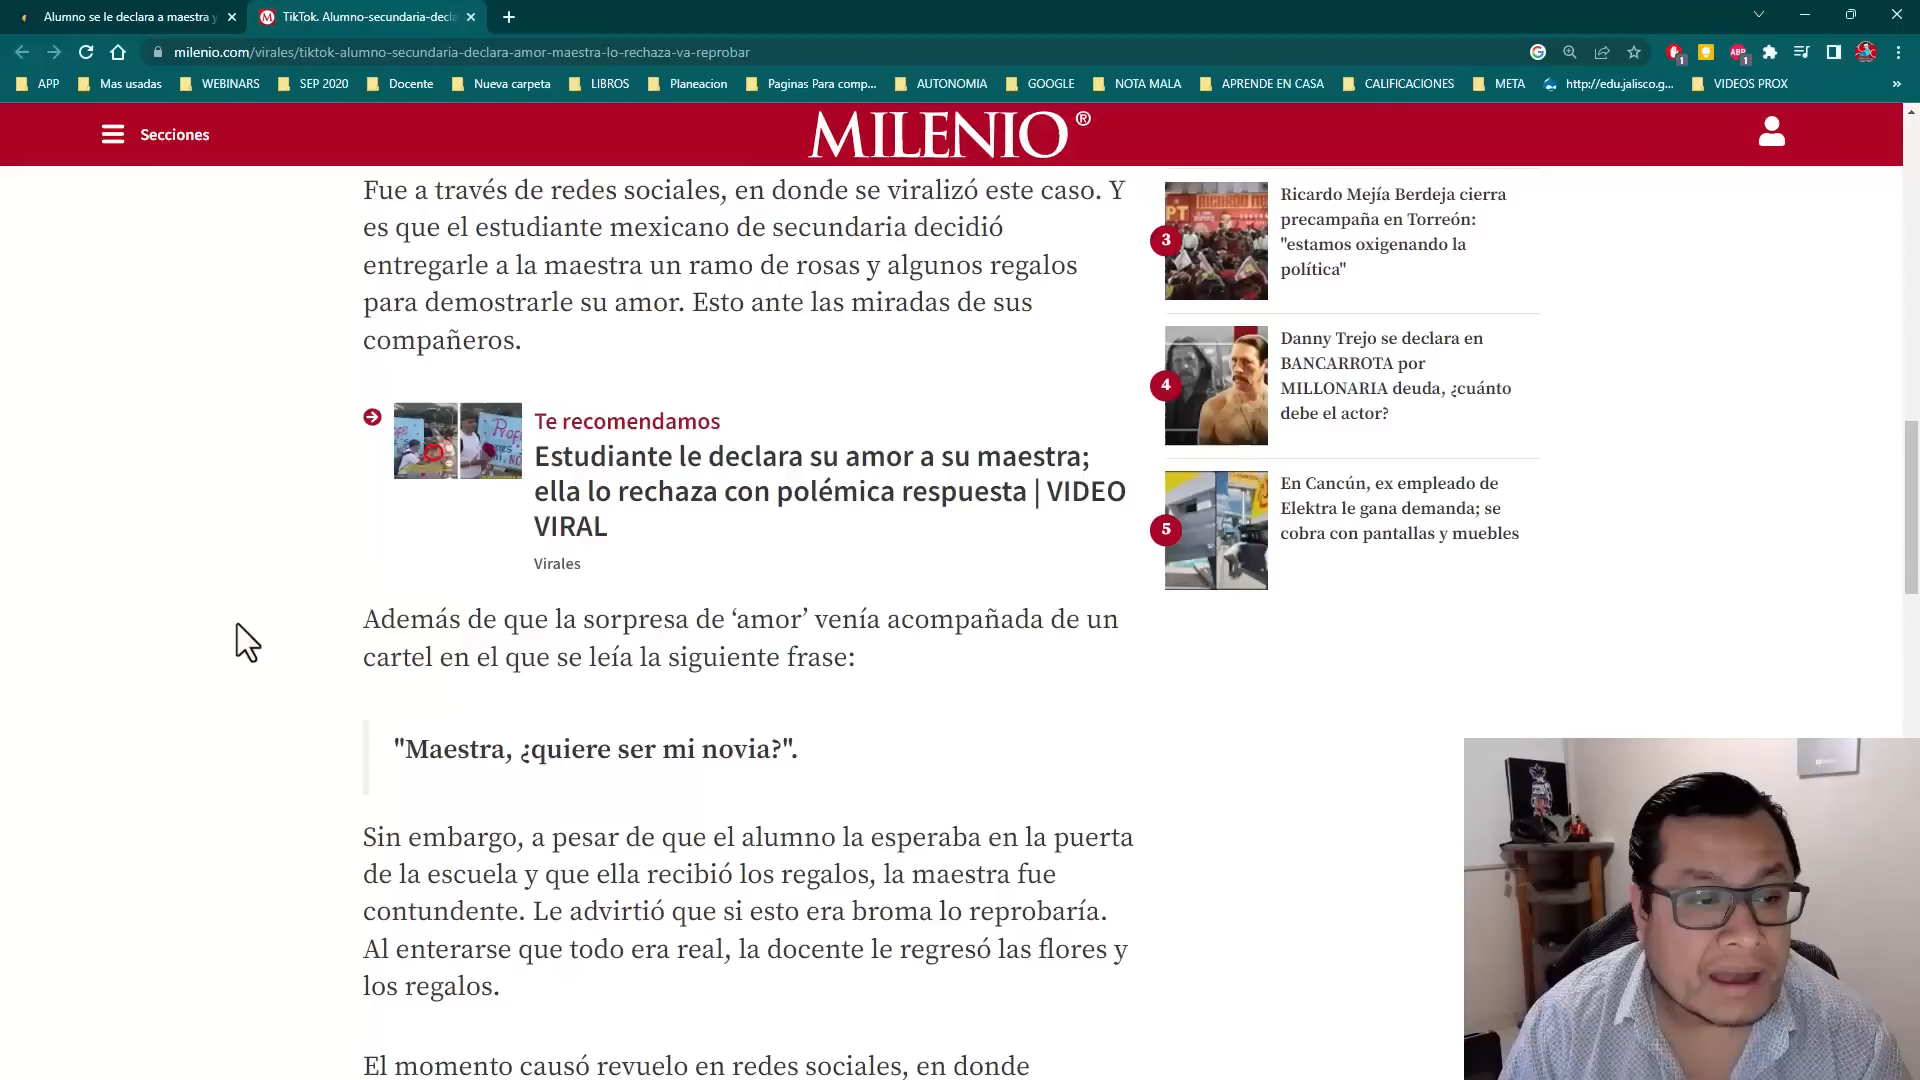 Alumno se le declara a maestra y
TikTok. Alumno-secundaria-decla
milenio.com/virales/tiktok-alumno-secundaria-declara-amor-maestra-lo-rechaza-va-reprobar
APP
Mas usadas
WEBINARS
SEP 2020
Docente
Nueva carpeta
LIBROS
Planeacion
Paginas Para comp...
AUTONOMIA
GOOGLE
NOTA MALA
APRENDE EN CASA
CALIFICACIONES
META
http://edu.jalisco.g...
VIDEOS PROX
»
Secciones
MILENIO®
Fue a través de redes sociales, en donde se viralizó este caso. Y
es que el estudiante mexicano de secundaria decidió
entregarle a la maestra un ramo de rosas y algunos regalos
para demostrarle su amor. Esto ante las miradas de sus
compañeros.
Te recomendamos
Estudiante le declara su amor a su maestra;
ella lo rechaza con polémica respuesta | VIDEO
VIRAL
Virales
Además de que la sorpresa de ‘amor’ venía acompañada de un
cartel en el que se leía la siguiente frase:
"Maestra, ¿quiere ser mi novia?".
Sin embargo, a pesar de que el alumno la esperaba en la puerta
de la escuela y que ella recibió los regalos, la maestra fue
contundente. Le advirtió que si esto era broma lo reprobaría.
Al enterarse que todo era real, la docente le regresó las flores y
los regalos.
El momento causó revuelo en redes sociales, en donde
3
Ricardo Mejía Berdeja cierra
precampaña en Torreón:
"estamos oxigenando la
política"
4
Danny Trejo se declara en
BANCARROTA por
MILLONARIA deuda, ¿cuánto
debe el actor?
5
En Cancún, ex empleado de
Elektra le gana demanda; se
cobra con pantallas y muebles